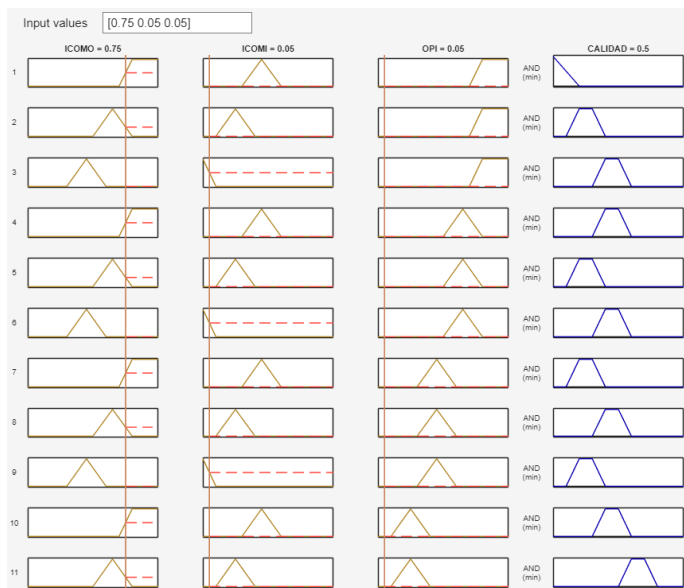 Input values [0.75 0.05 0.05]
ICOMO = 0.75 ICOMI = 0.05 OPI = 0.05 CALIDAD = 0.5
1 AND
(min)
2 AND
(min)
3 AND
(min)
4 AND
(min)
5 AND
(min)
6 AND
(min)
7 AND
(min)
8 AND
(min)
9 AND
(min)
10 AND
(min)
11 AND
(min)